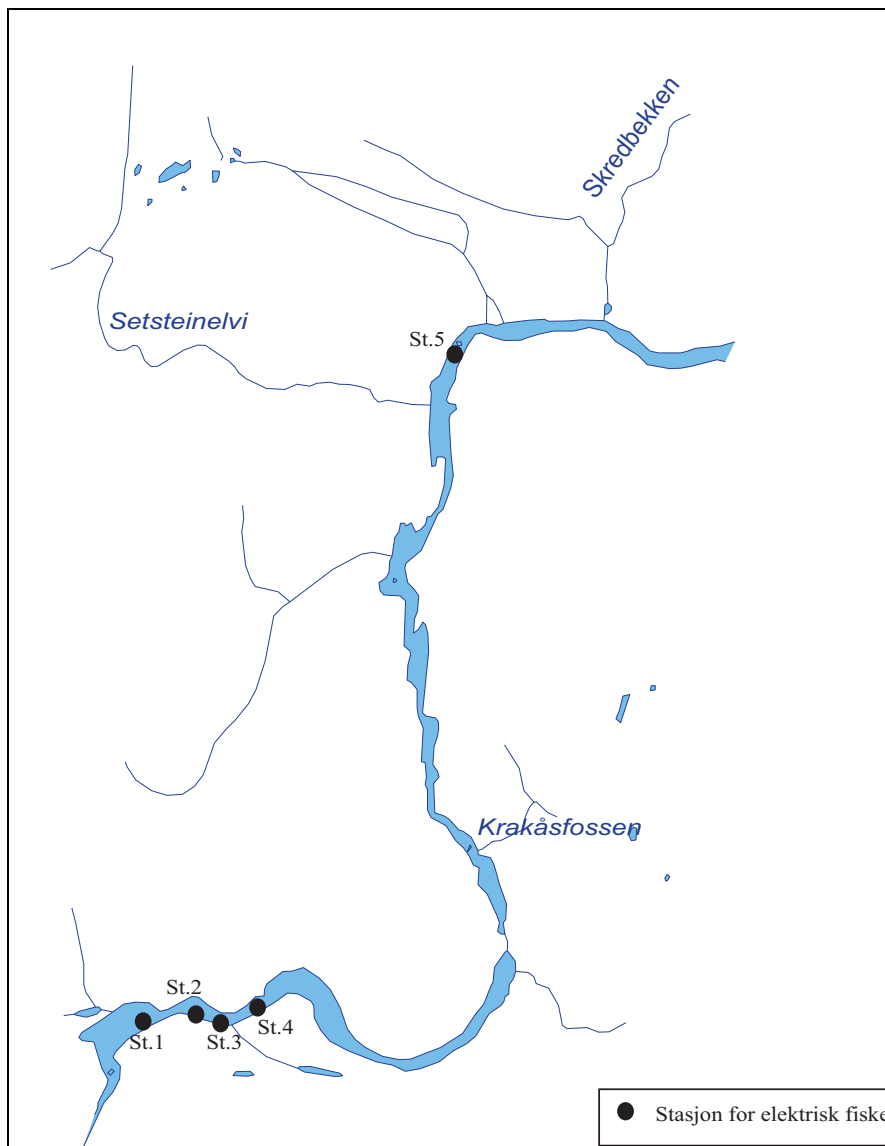 Skredbekken
Setsteinelvi
St.5
Krakåsfossen
St.2
St.4
St.1
St.3
Stasjon for elektrisk fiske